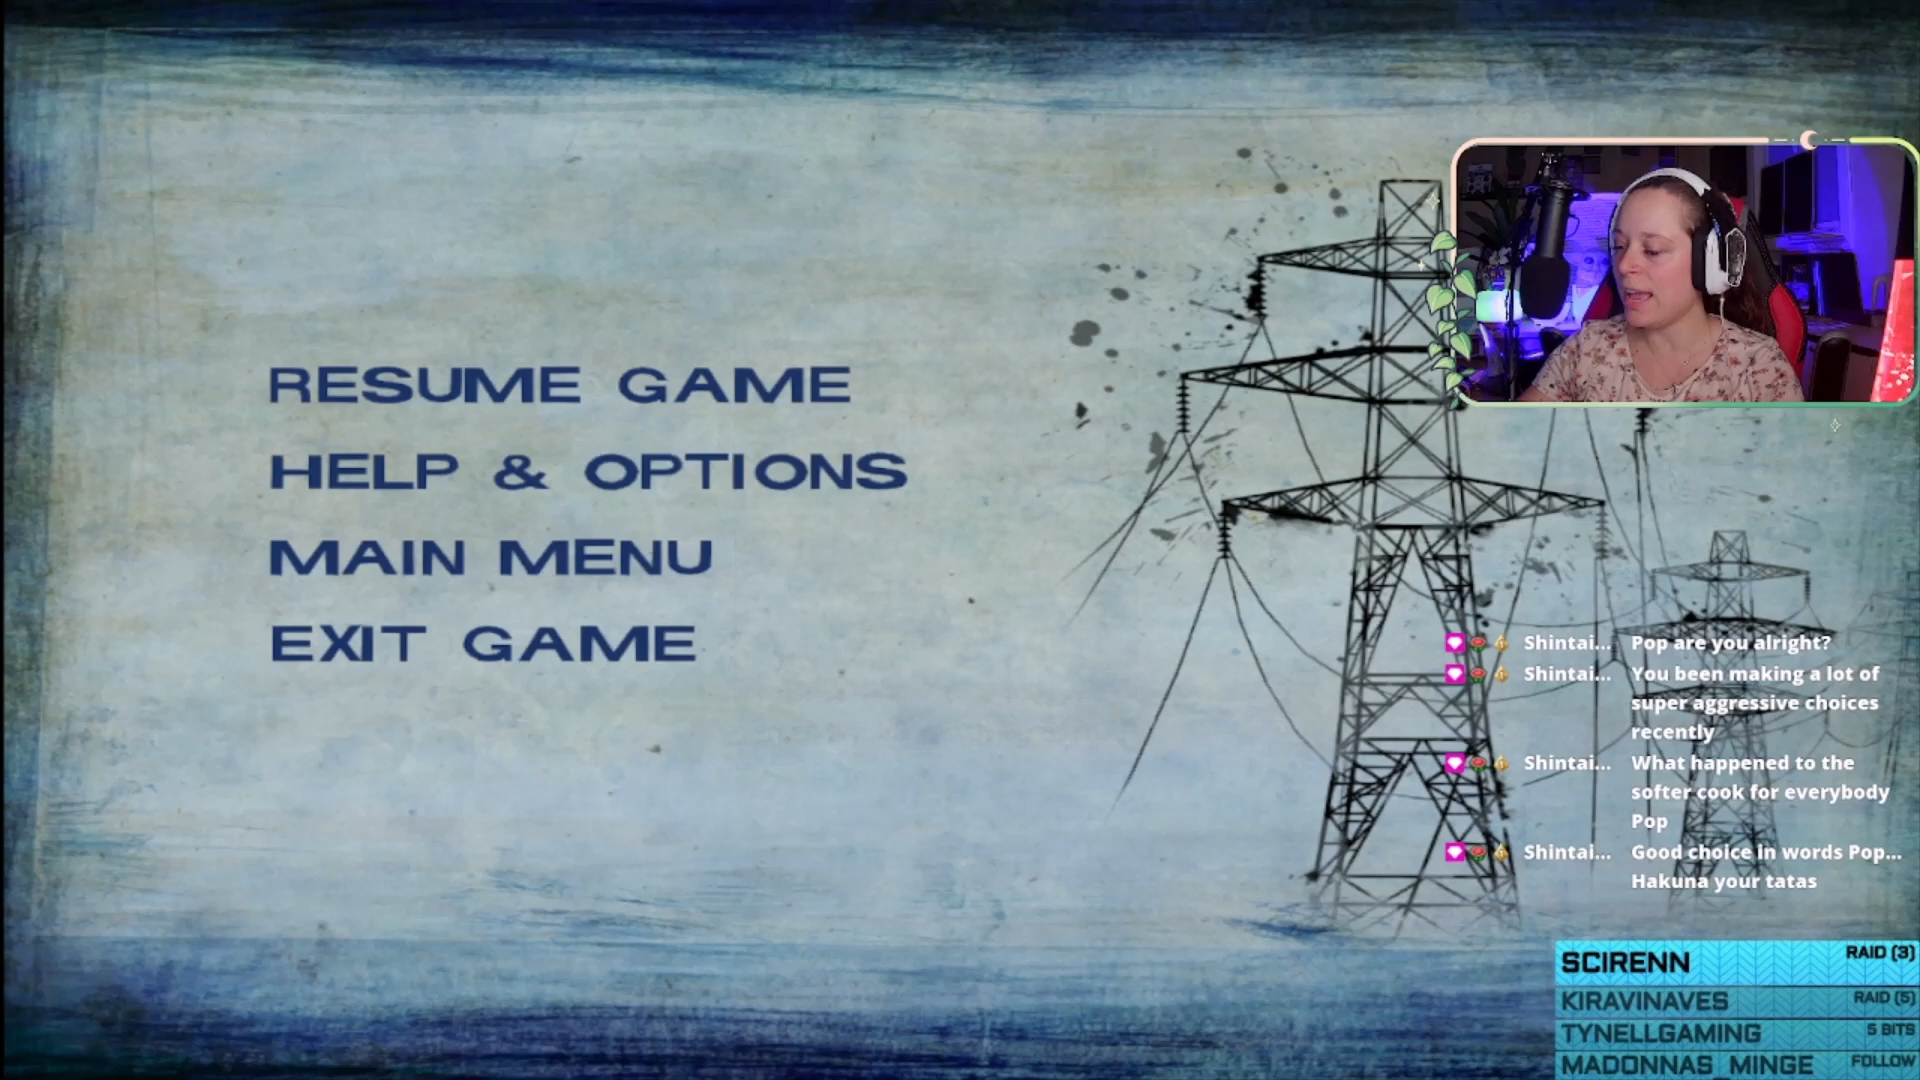 RESUME GAME
HELP & OPTIONS
MAIN MENU
EXIT GAME
Shintai... Pop are you alright?
Shintai... You been making a lot of
super aggressive choices
recently
Shintai... What happened to the
softer cook for everybody
Pop
Shintai... Good choice in words Pop...
Hakuna your tatas
SCIRENN RAID (3)
KIRAVINAVES RAID (5)
TYNELLGAMING 5 BITS
MADONNAS_MINGE FOLLOW